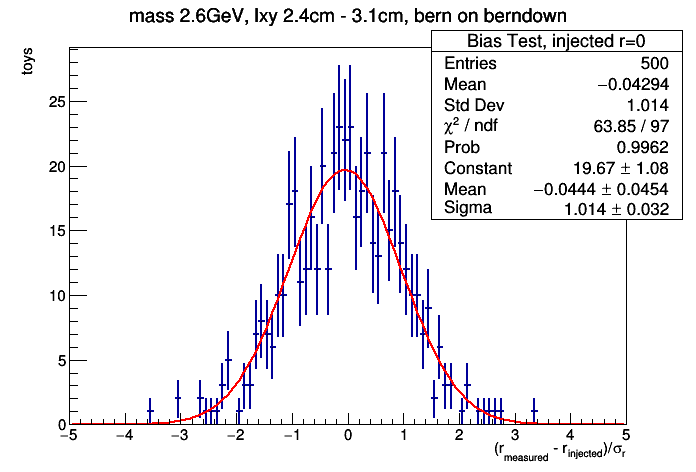 mass 2.6GeV, lxy 2.4cm - 3.1cm, bern on berndown
toys
Bias Test, injected r=0
Entries 500
Mean −0.04294
Std Dev 1.014
χ² / ndf 63.85 / 97
Prob 0.9962
Constant 19.67 ± 1.08
Mean −0.0444 ± 0.0454
Sigma 1.014 ± 0.032
25
20
15
10
5
0
−5 −4 −3 −2 −1 0 1 2 3 4 5
(r_measured - r_injected)/σ_r